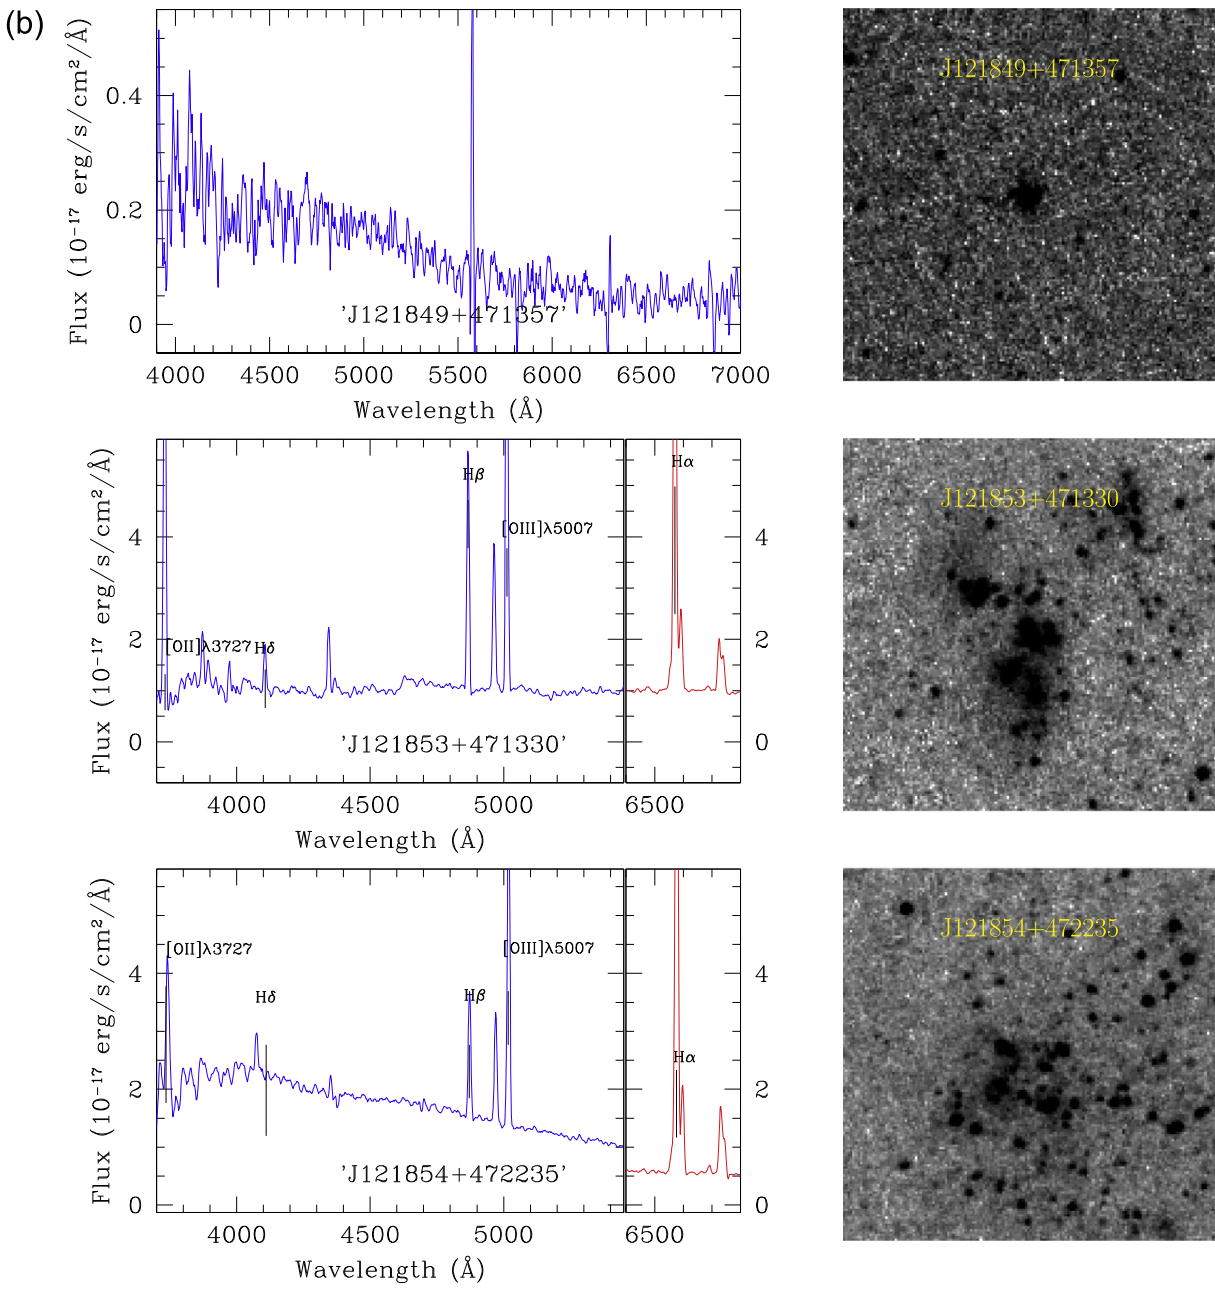 (b)
J121849+471357
0.4
0.2
0
Flux (10⁻¹⁷ erg/s/cm²/Å)
'J121849+471357'
4000 4500 5000 5500 6000 6500 7000
Wavelength (Å)
J121853+471330
Hβ
Hα
[OIII]λ5007
[OII]λ3727
Hδ
4
2
0
4
2
0
Flux (10⁻¹⁷ erg/s/cm²/Å)
'J121853+471330'
4000 4500 5000 6500
Wavelength (Å)
J121854+472235
[OII]λ3727
[OIII]λ5007
Hδ
Hβ
Hα
4
2
0
4
2
0
Flux (10⁻¹⁷ erg/s/cm²/Å)
'J121854+472235'
4000 4500 5000 6500
Wavelength (Å)